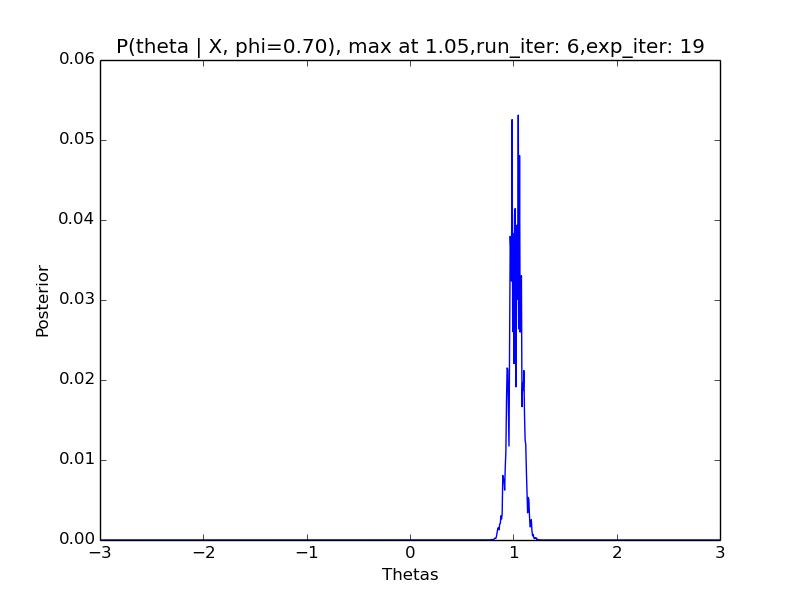 P(theta | X, phi=0.70), max at 1.05,run_iter: 6,exp_iter: 19
0.06
0.05
0.04
0.03
0.02
0.01
0.00
Posterior
−3 −2 −1 0 1 2 3
Thetas